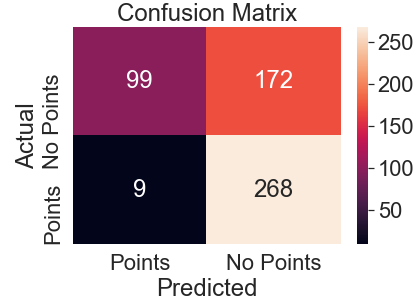 Confusion Matrix
Actual
No Points
Points
99
172
9
268
Points
No Points
Predicted
250
200
150
100
50